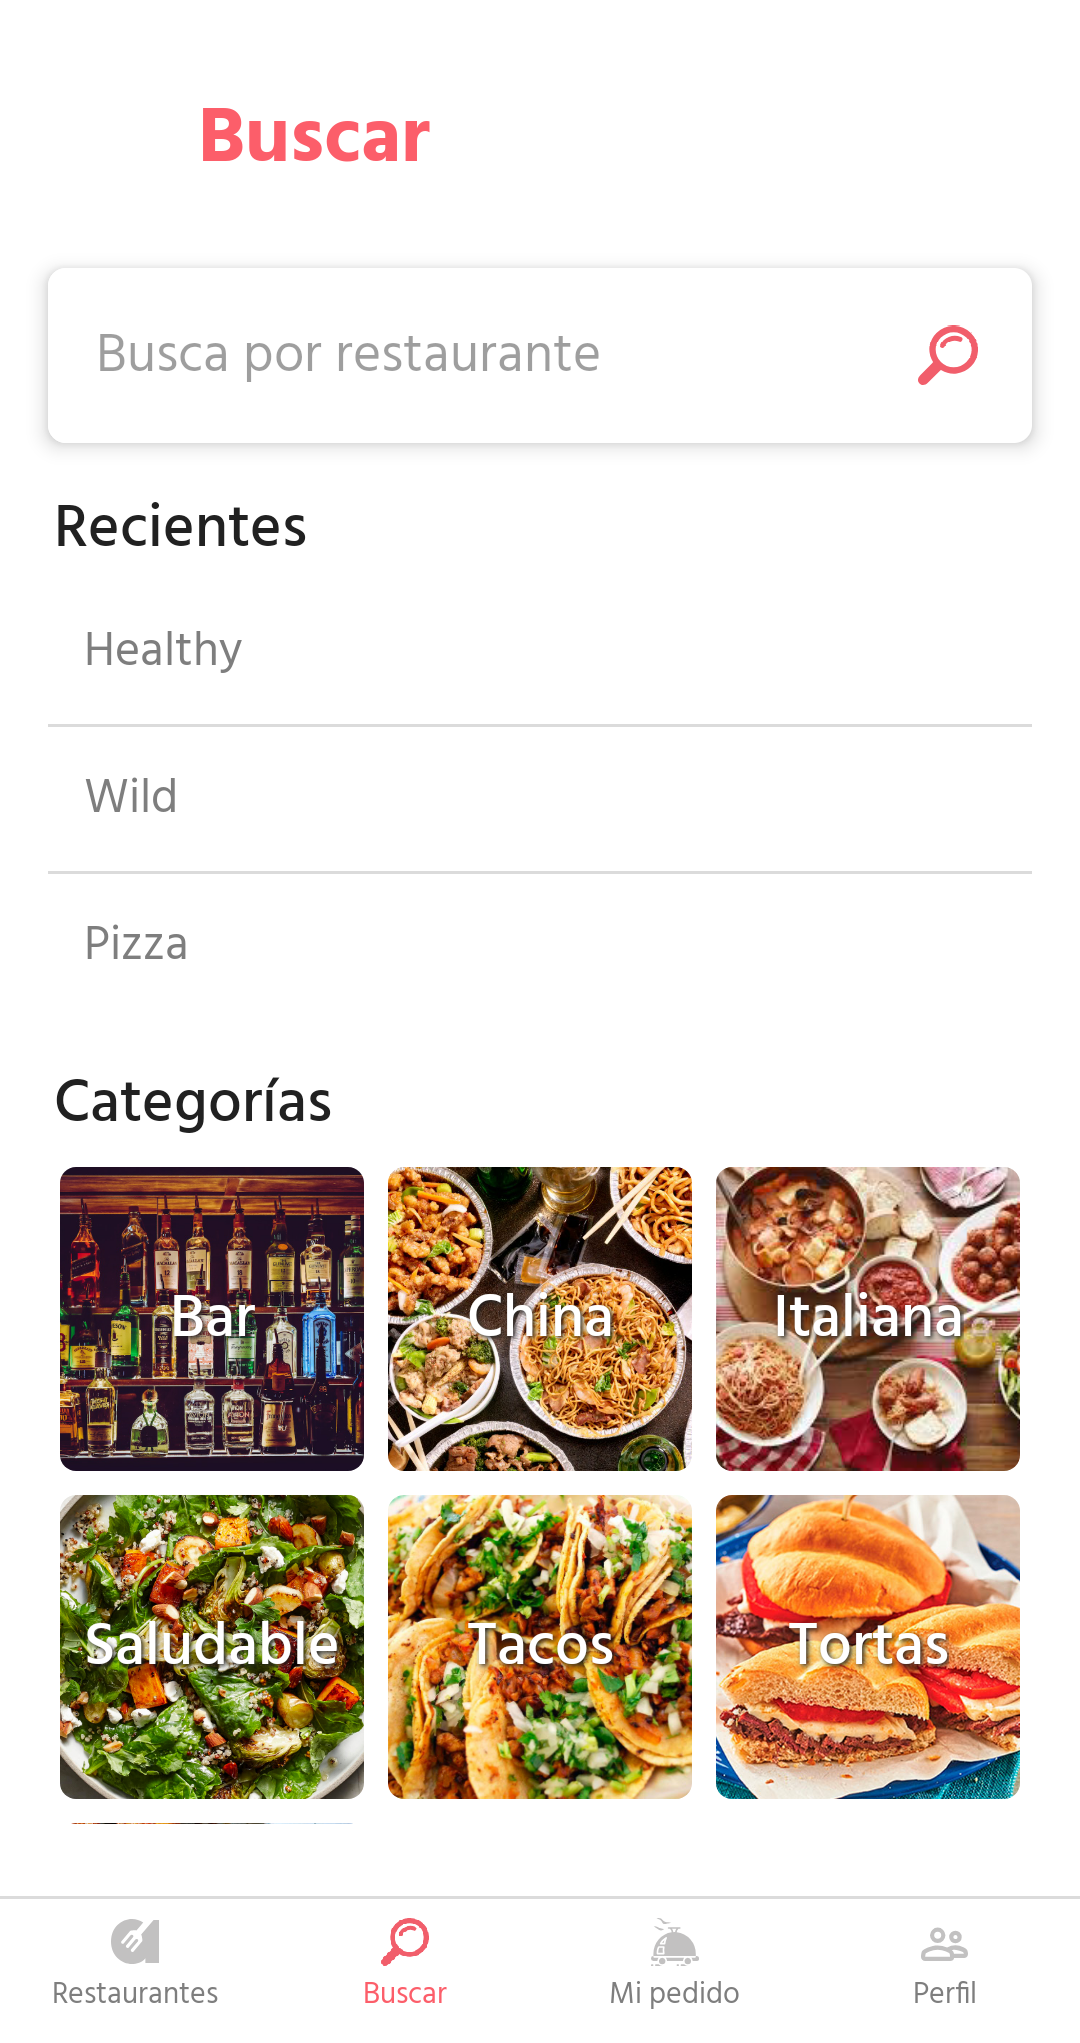 Buscar
Busca por restaurante
Recientes
Healthy
Wild
Pizza
Categorías
Bar
China
Italiana
Saludable
Tacos
Tortas
Restaurantes
Buscar
Mi pedido
Perfil